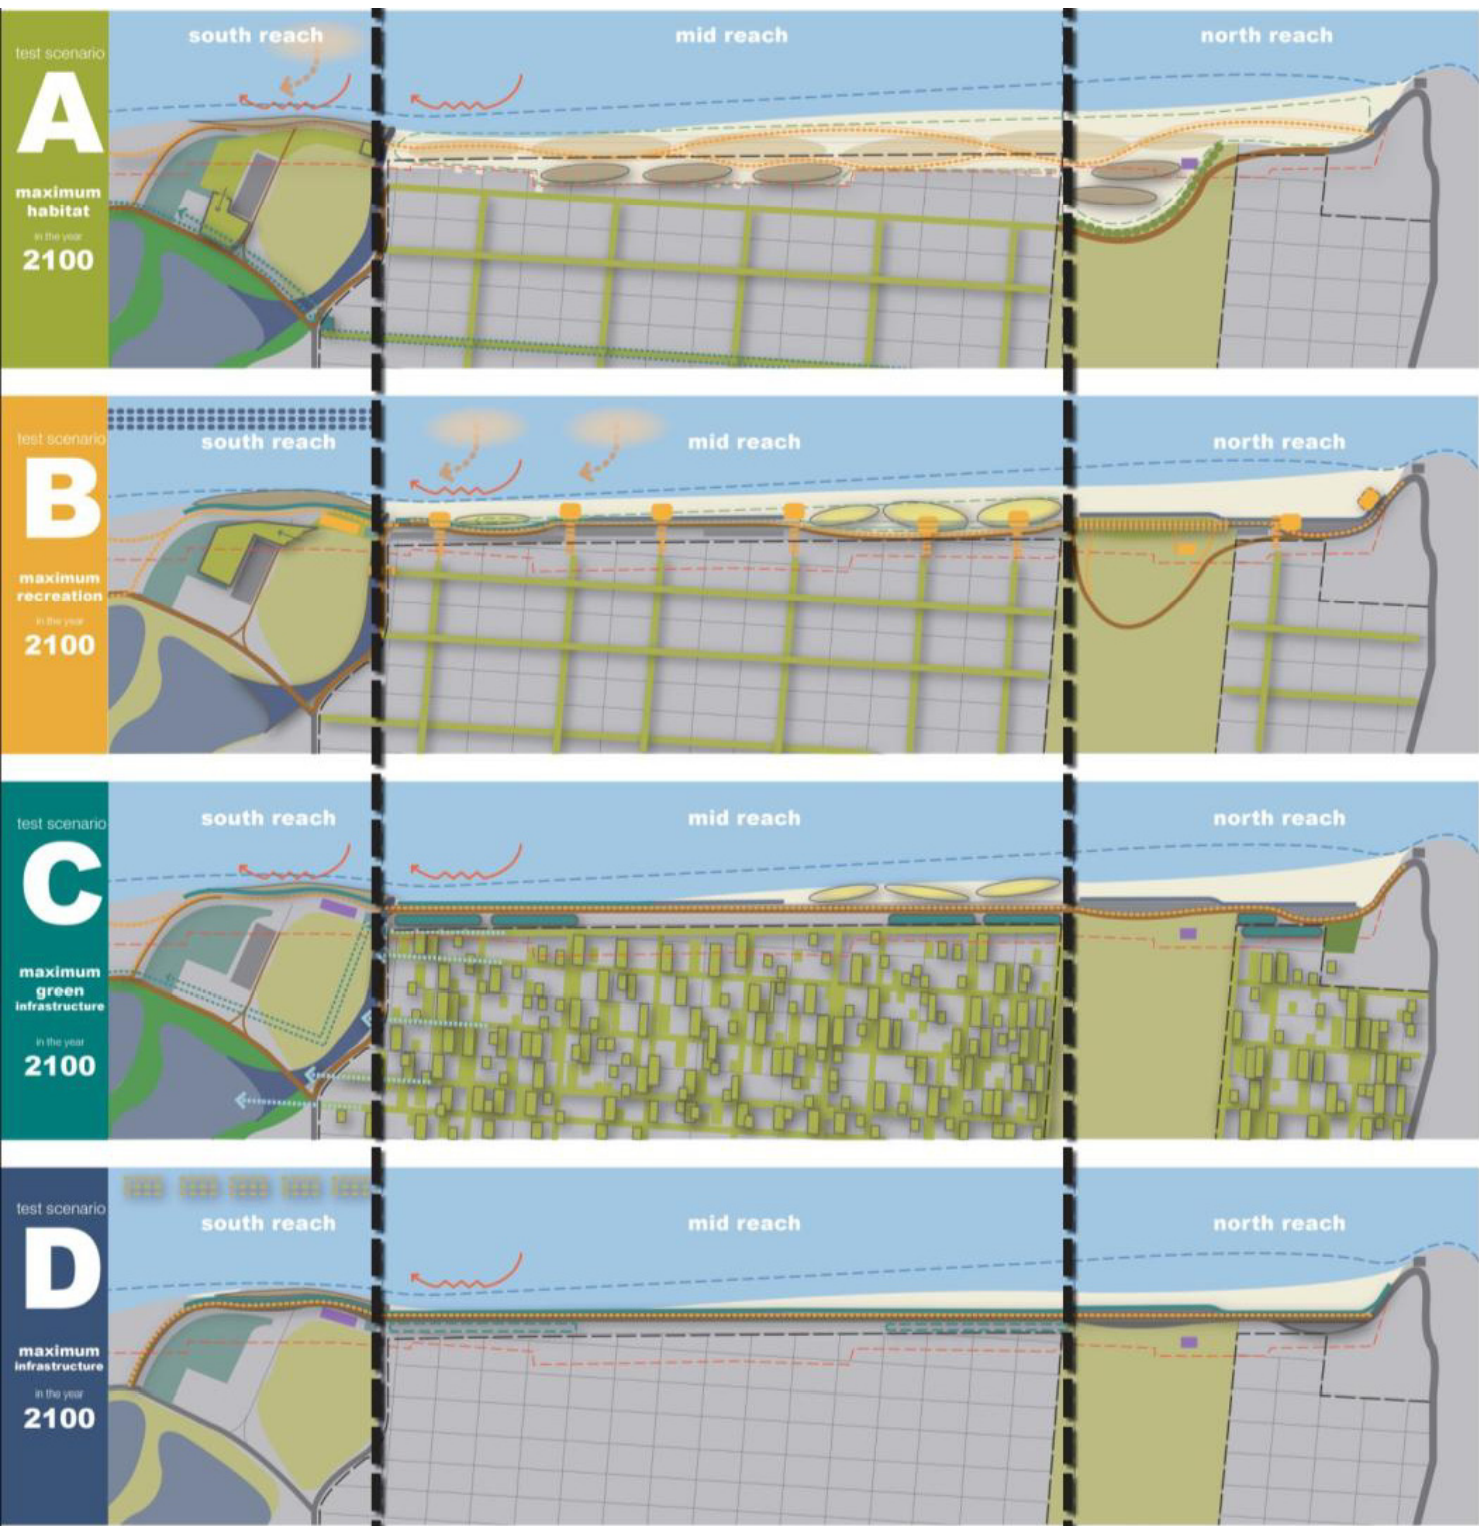 south reach
mid reach
north reach
test scenario
A
maximum
habitat
in the year
2100
south reach
mid reach
north reach
test scenario
B
maximum
recreation
in the year
2100
south reach
mid reach
north reach
test scenario
C
maximum
green
infrastructure
in the year
2100
south reach
mid reach
north reach
test scenario
D
maximum
infrastructure
in the year
2100